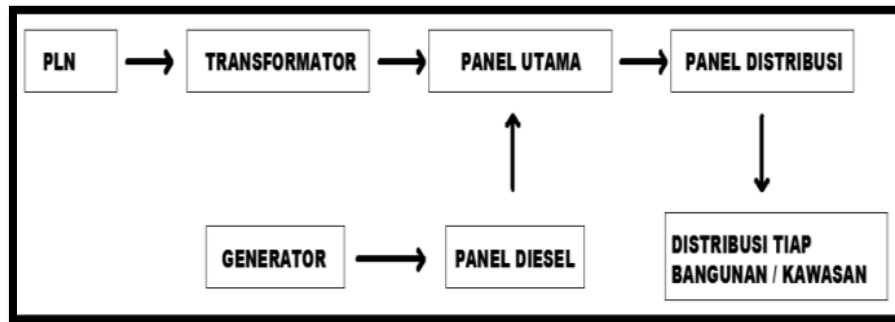 PLN
TRANSFORMATOR
PANEL UTAMA
PANEL DISTRIBUSI
GENERATOR
PANEL DIESEL
DISTRIBUSI TIAP
BANGUNAN / KAWASAN